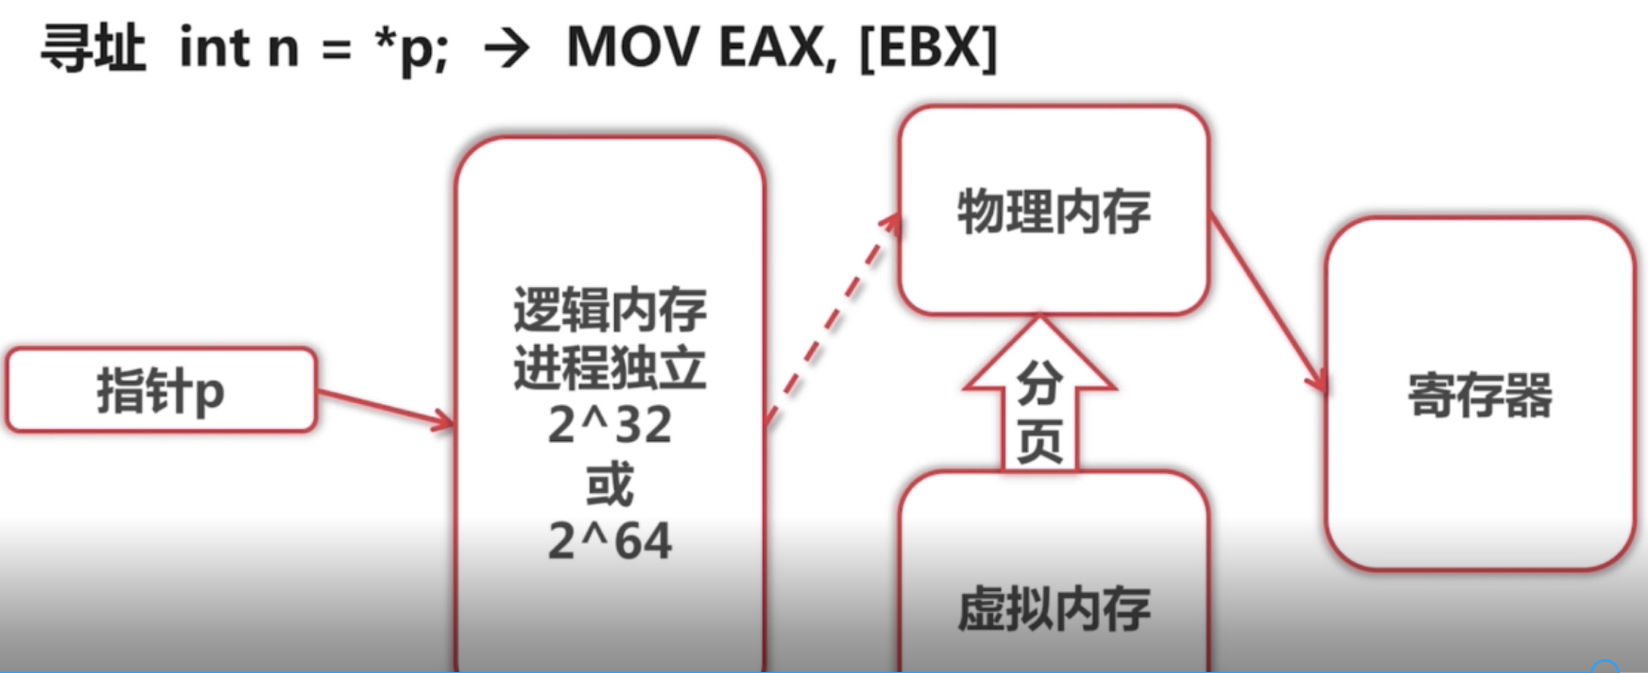 寻址 int n = *p; → MOV EAX, [EBX]
指针p
逻辑内存
进程独立
2^32
或
2^64
物理内存
分
页
虚拟内存
寄存器